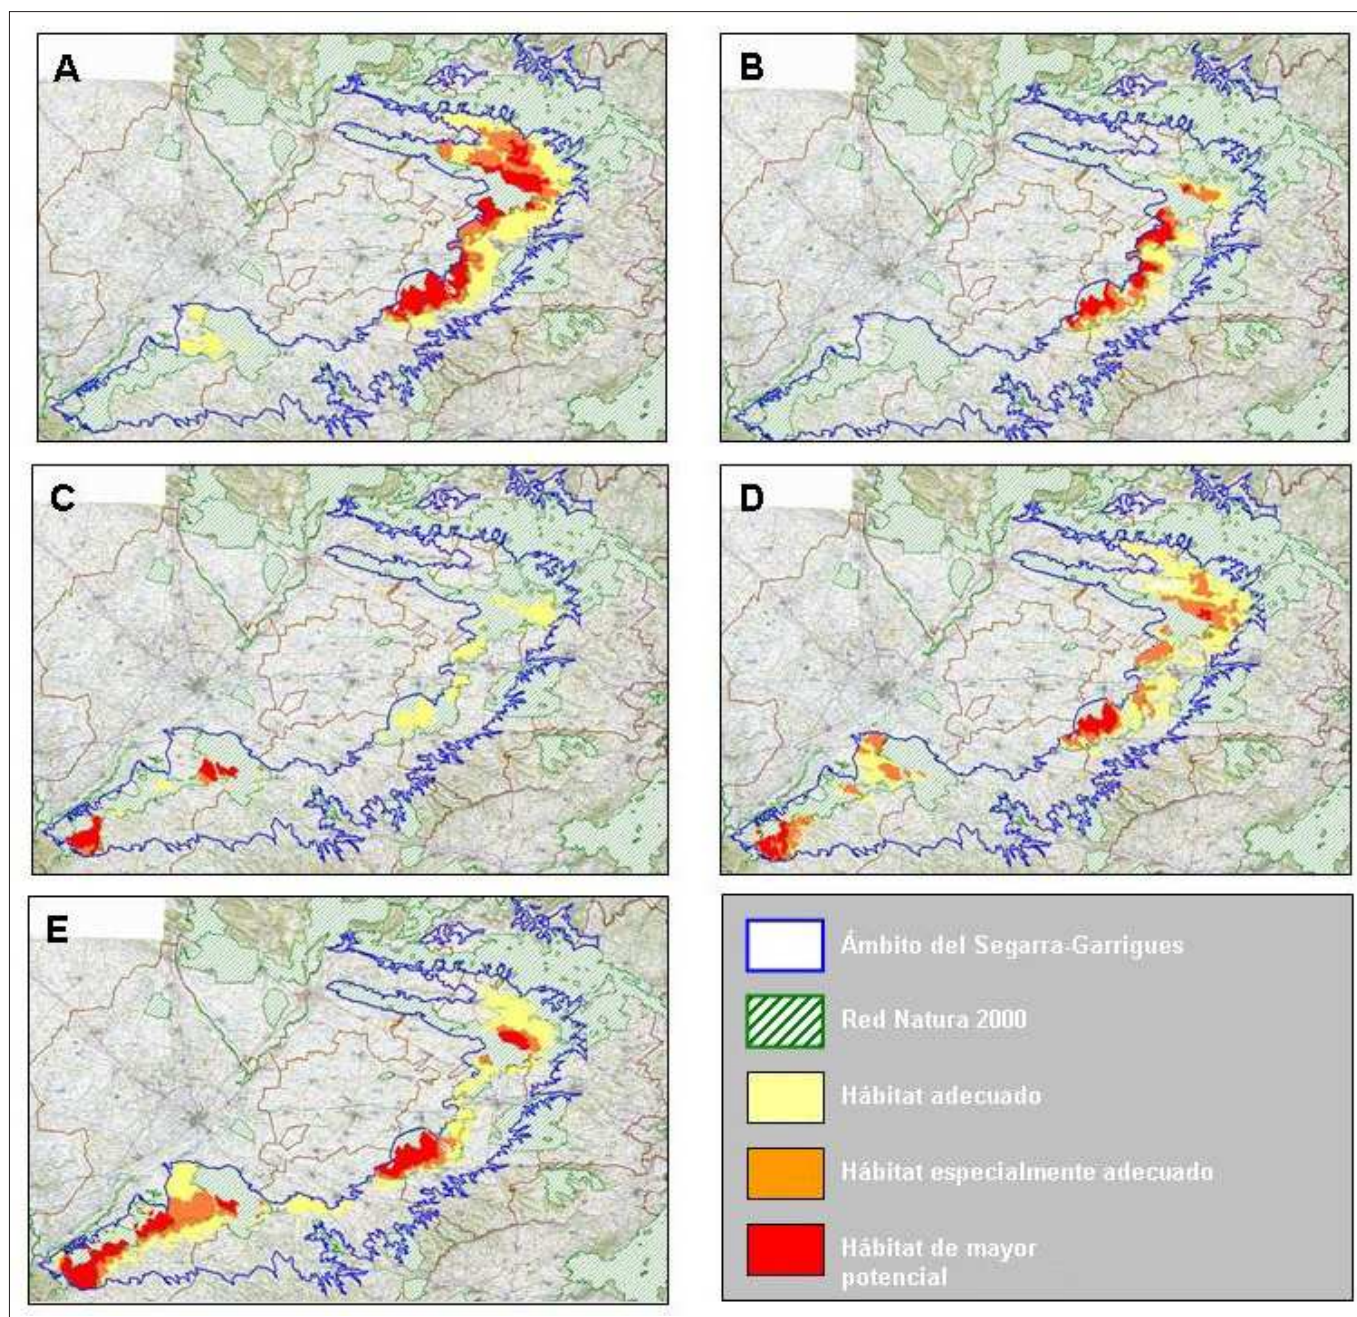 A
B
C
D
E
Ámbito del Segarra-Garrigues
Red Natura 2000
Hábitat adecuado
Hábitat especialmente adecuado
Hábitat de mayor
potencial